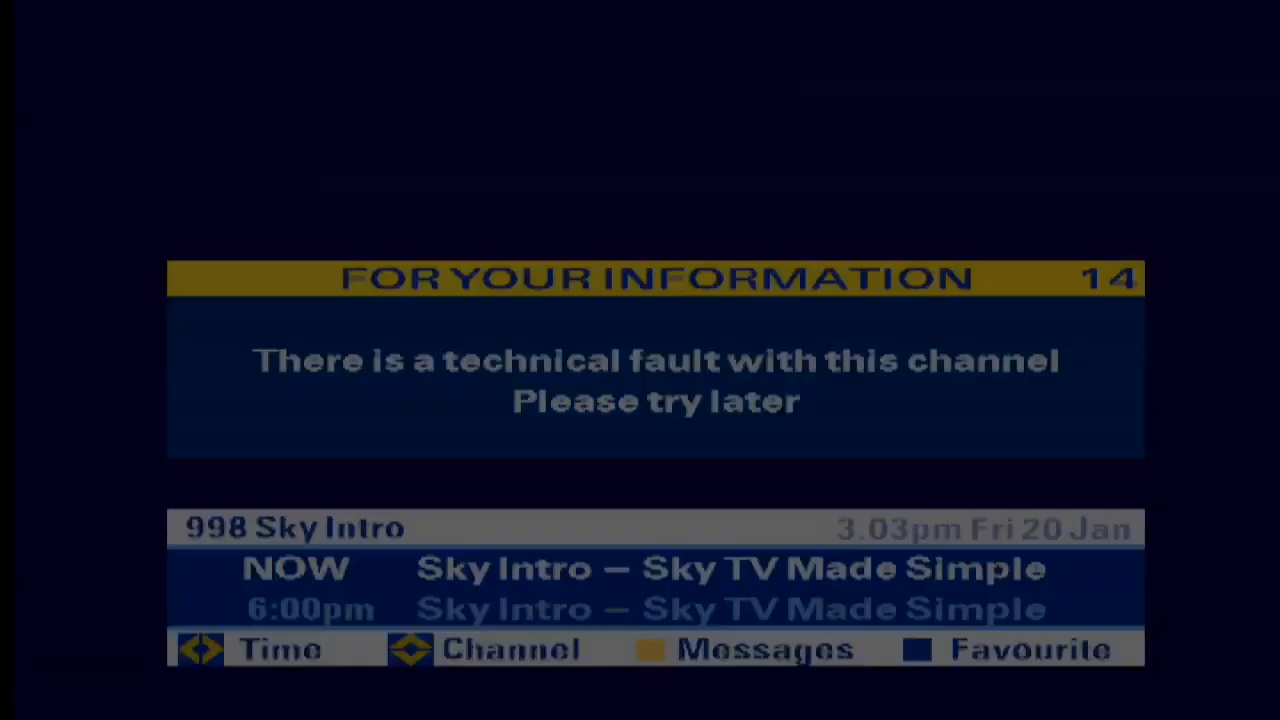 FOR YOUR INFORMATION 14
There is a technical fault with this channel
Please try later
998 Sky Intro 3.03pm Fri 20 Jan
NOW Sky Intro – Sky TV Made Simple
6:00pm Sky Intro – Sky TV Made Simple
Time Channel Messages Favourite